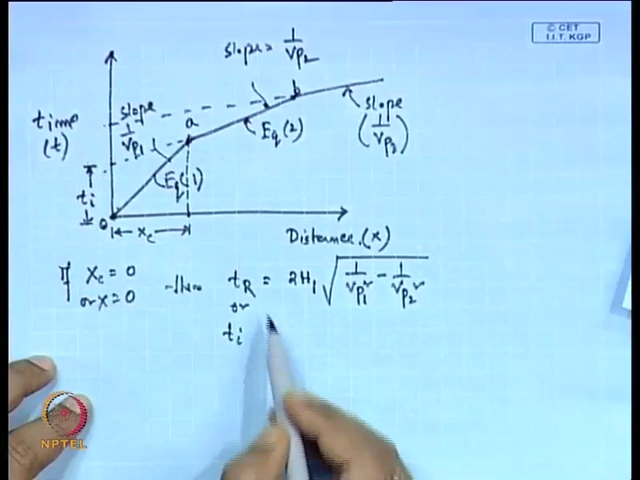 © CET
I.I.T. KGP
slope = 1/Vp2
time
(t)
slope
1/Vp1
a
b
Eq(2)
slope
(1/Vp3)
Eq(1)
ti
0
xc
Distance (x)
If xc = 0
or x = 0
then
tR = 2H1 √(1/Vp1² - 1/Vp2²)
or
ti
NPTEL